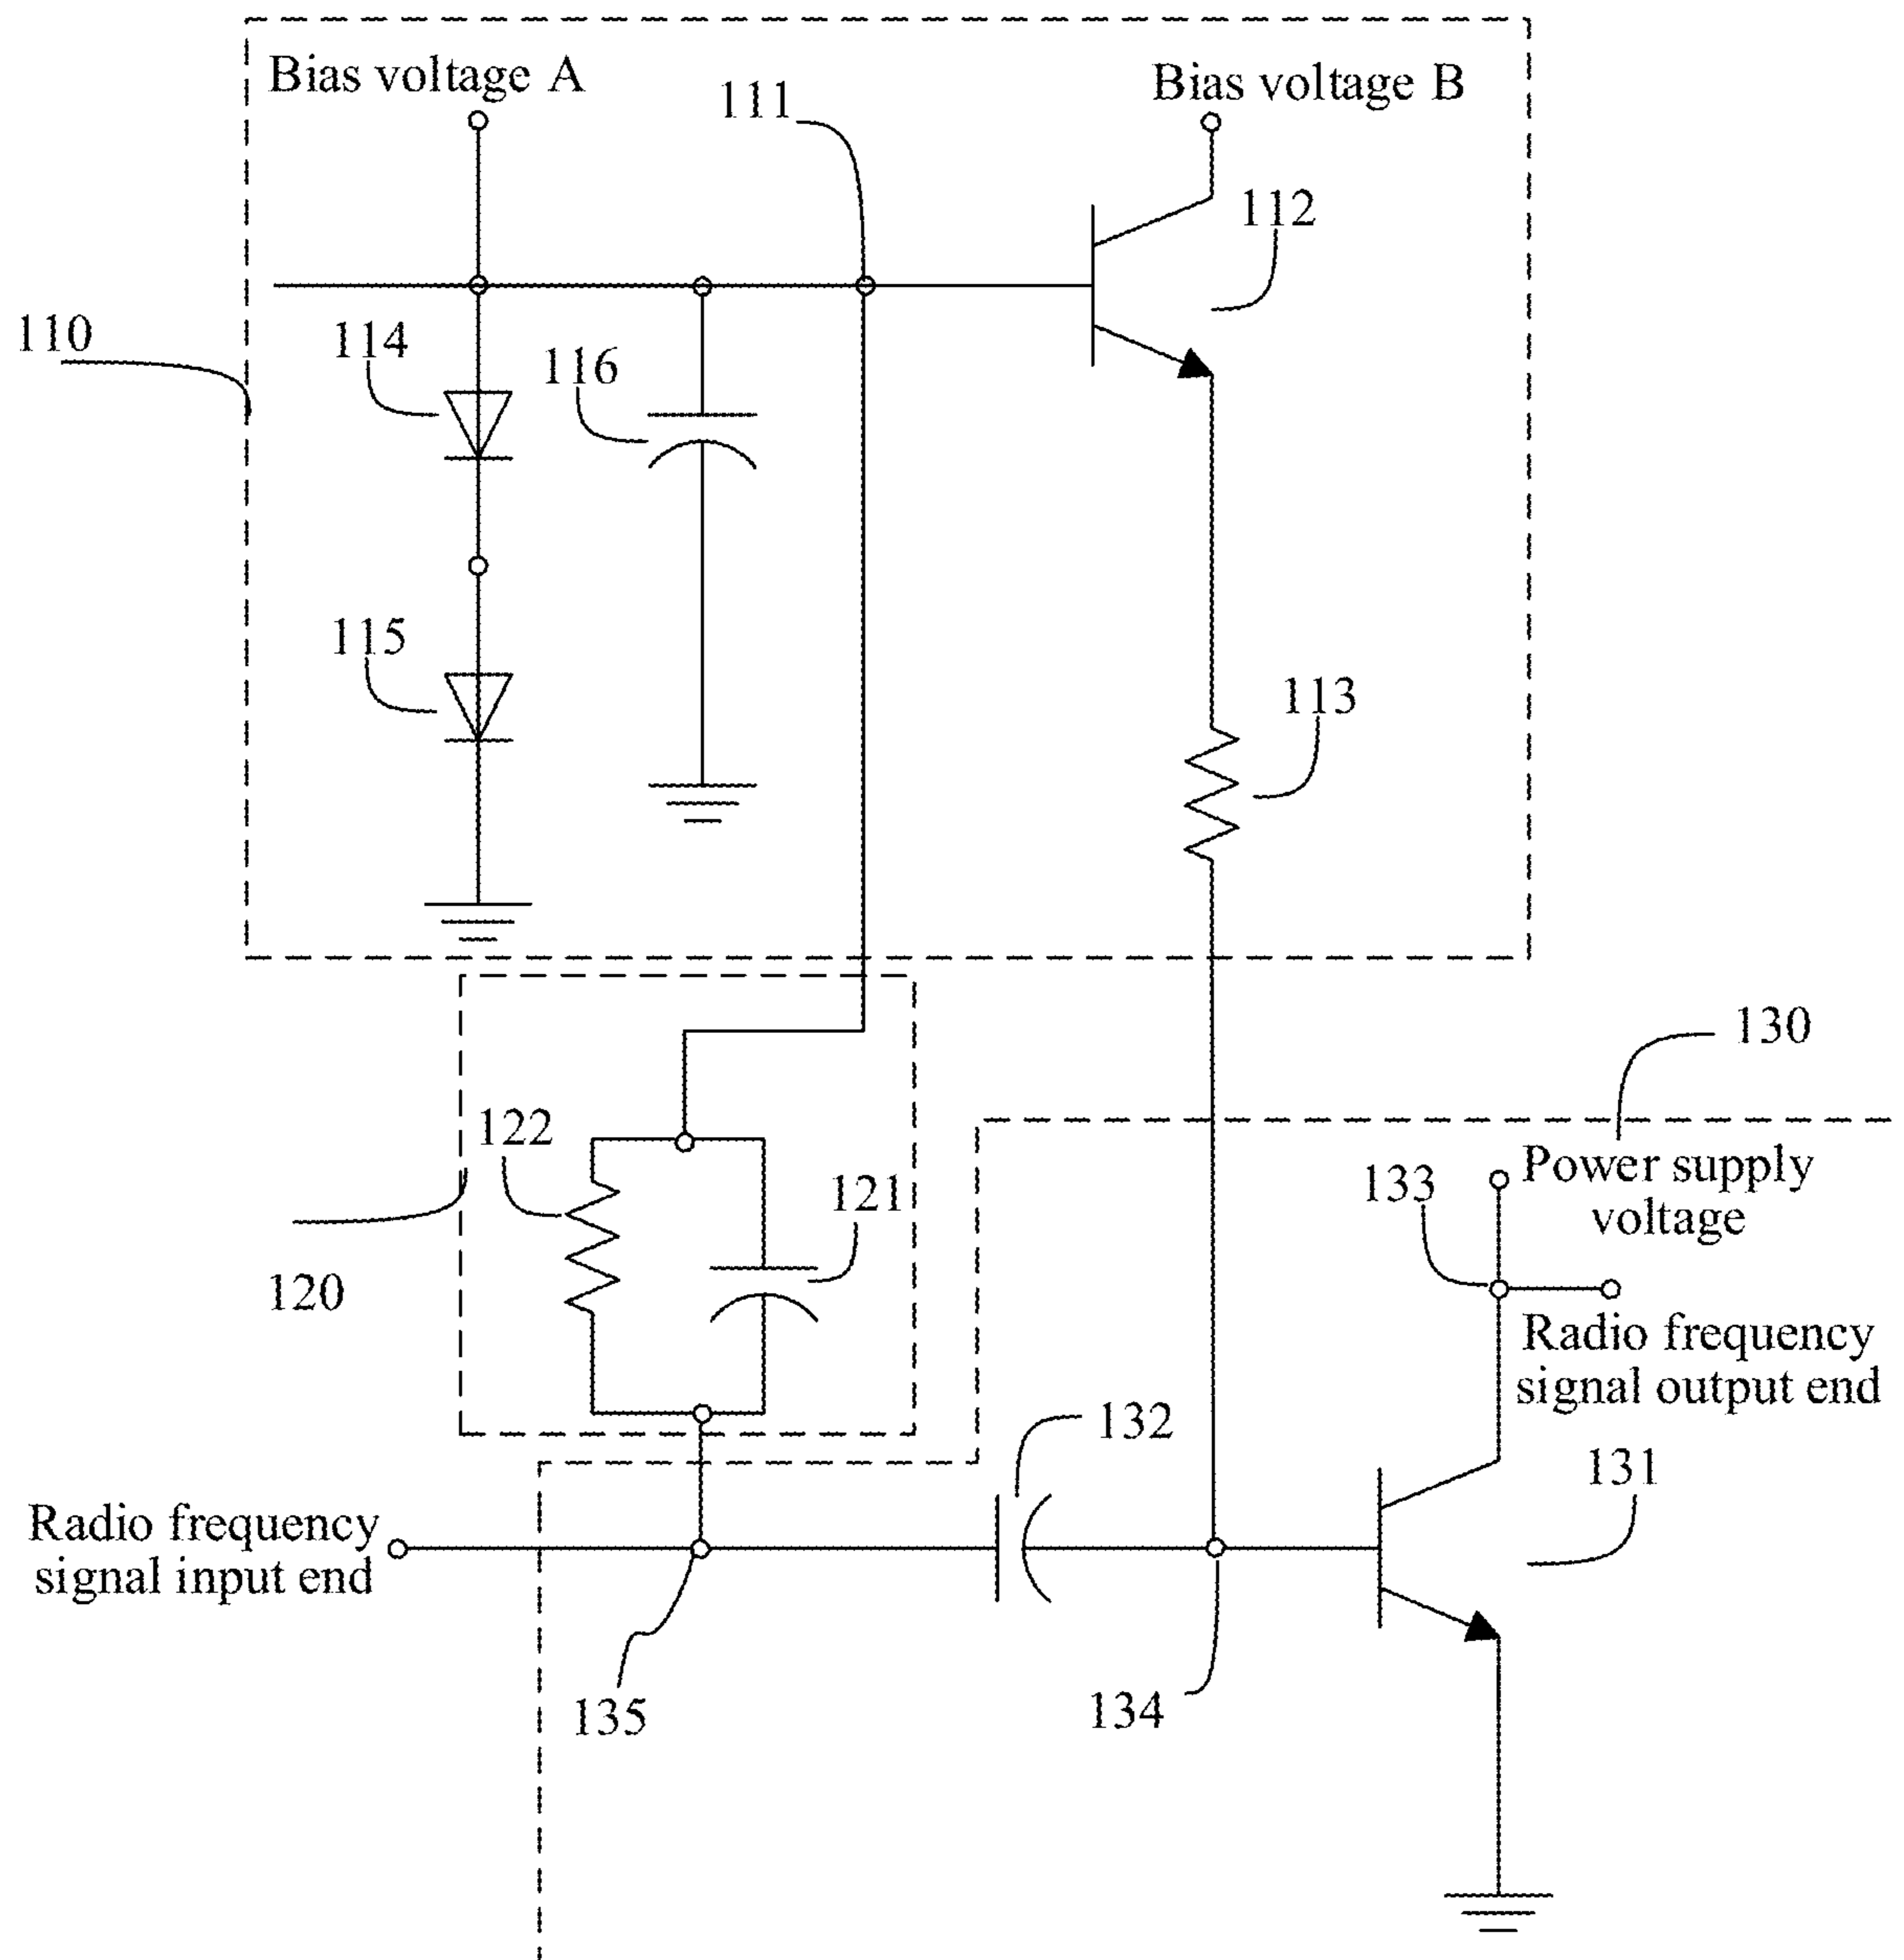 Bias voltage A
111
Bias voltage B
112
110
114
116
115
113
130
122
133
Power supply
voltage
121
120
Radio frequency
signal output end
132
131
Radio frequency
signal input end
135
134